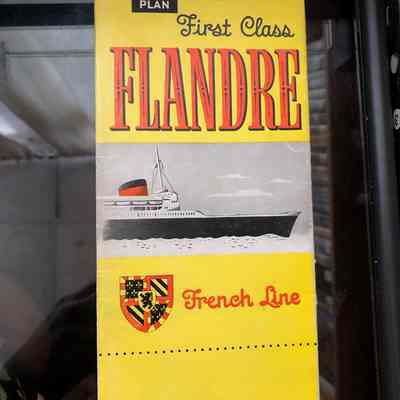 PLAN
First Class
FLANDRE
French Line